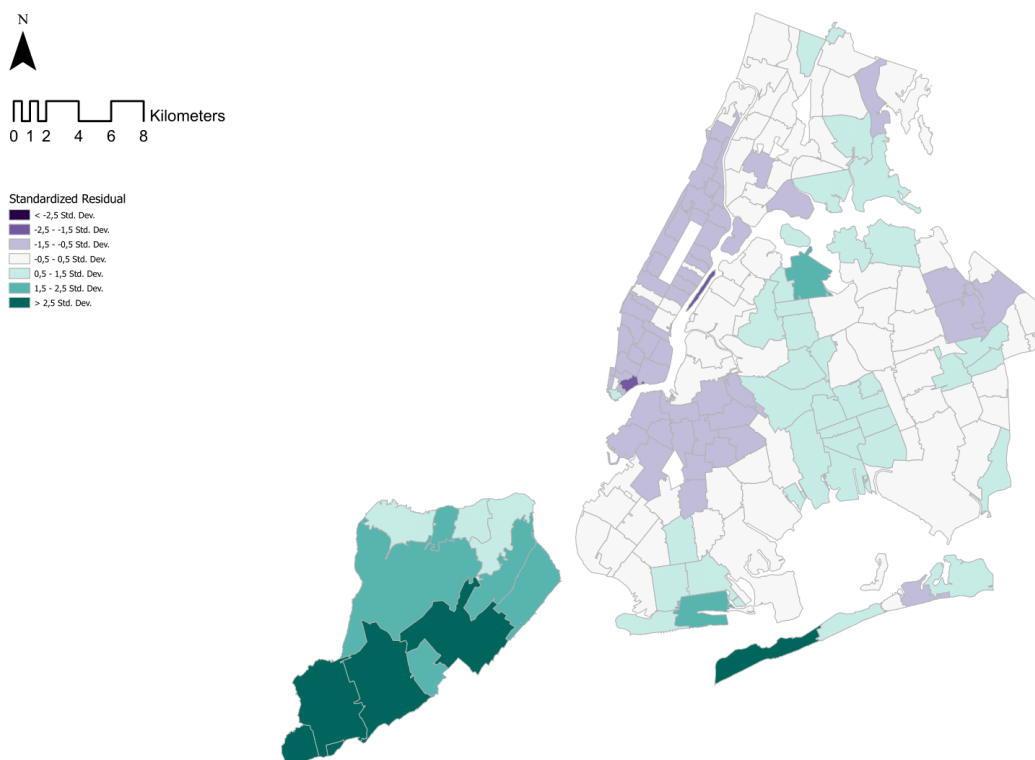 N
Kilometers
0 1 2 4 6 8
Standardized Residual
< -2,5 Std. Dev.
-2,5 - -1,5 Std. Dev.
-1,5 - -0,5 Std. Dev.
-0,5 - 0,5 Std. Dev.
0,5 - 1,5 Std. Dev.
1,5 - 2,5 Std. Dev.
> 2,5 Std. Dev.